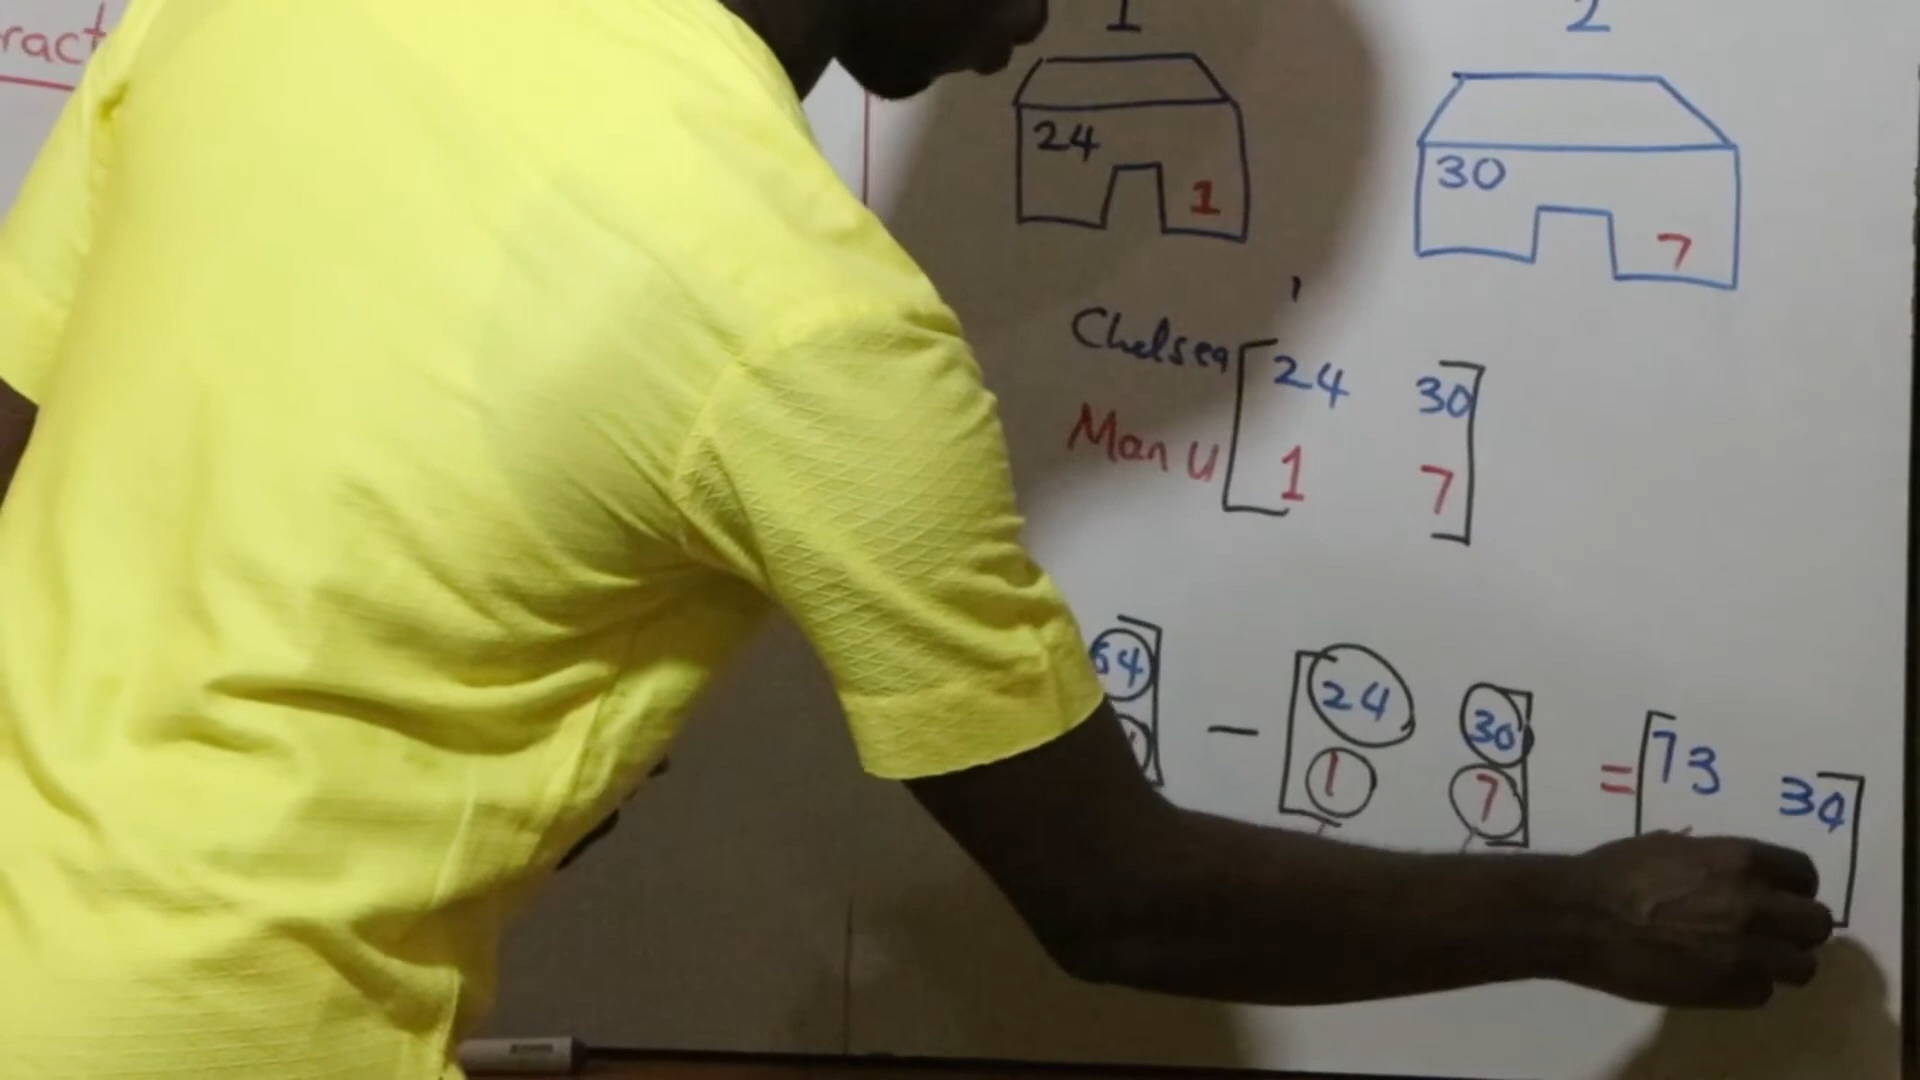 ract
1 2
24 30
1 7
Chelsea 24 30
Man U 1 7
64 - 24 30 = 73 34
1 7